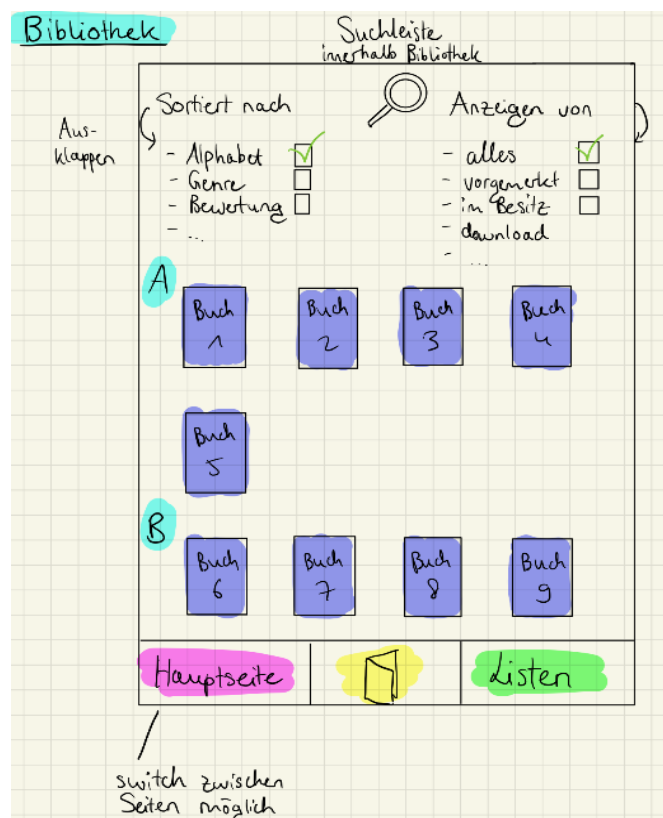 Bibliothek
Suchleiste
innerhalb Bibliothek
Sortiert nach
Anzeigen von
Aus-
klappen
- Alphabet
- Genre
- Bewertung
- ...
- alles
- vorgemerkt
- im Besitz
- download
- ...
A
Buch
1
Buch
2
Buch
3
Buch
4
Buch
5
B
Buch
6
Buch
7
Buch
8
Buch
9
Hauptseite
Listen
switch zwischen
Seiten möglich